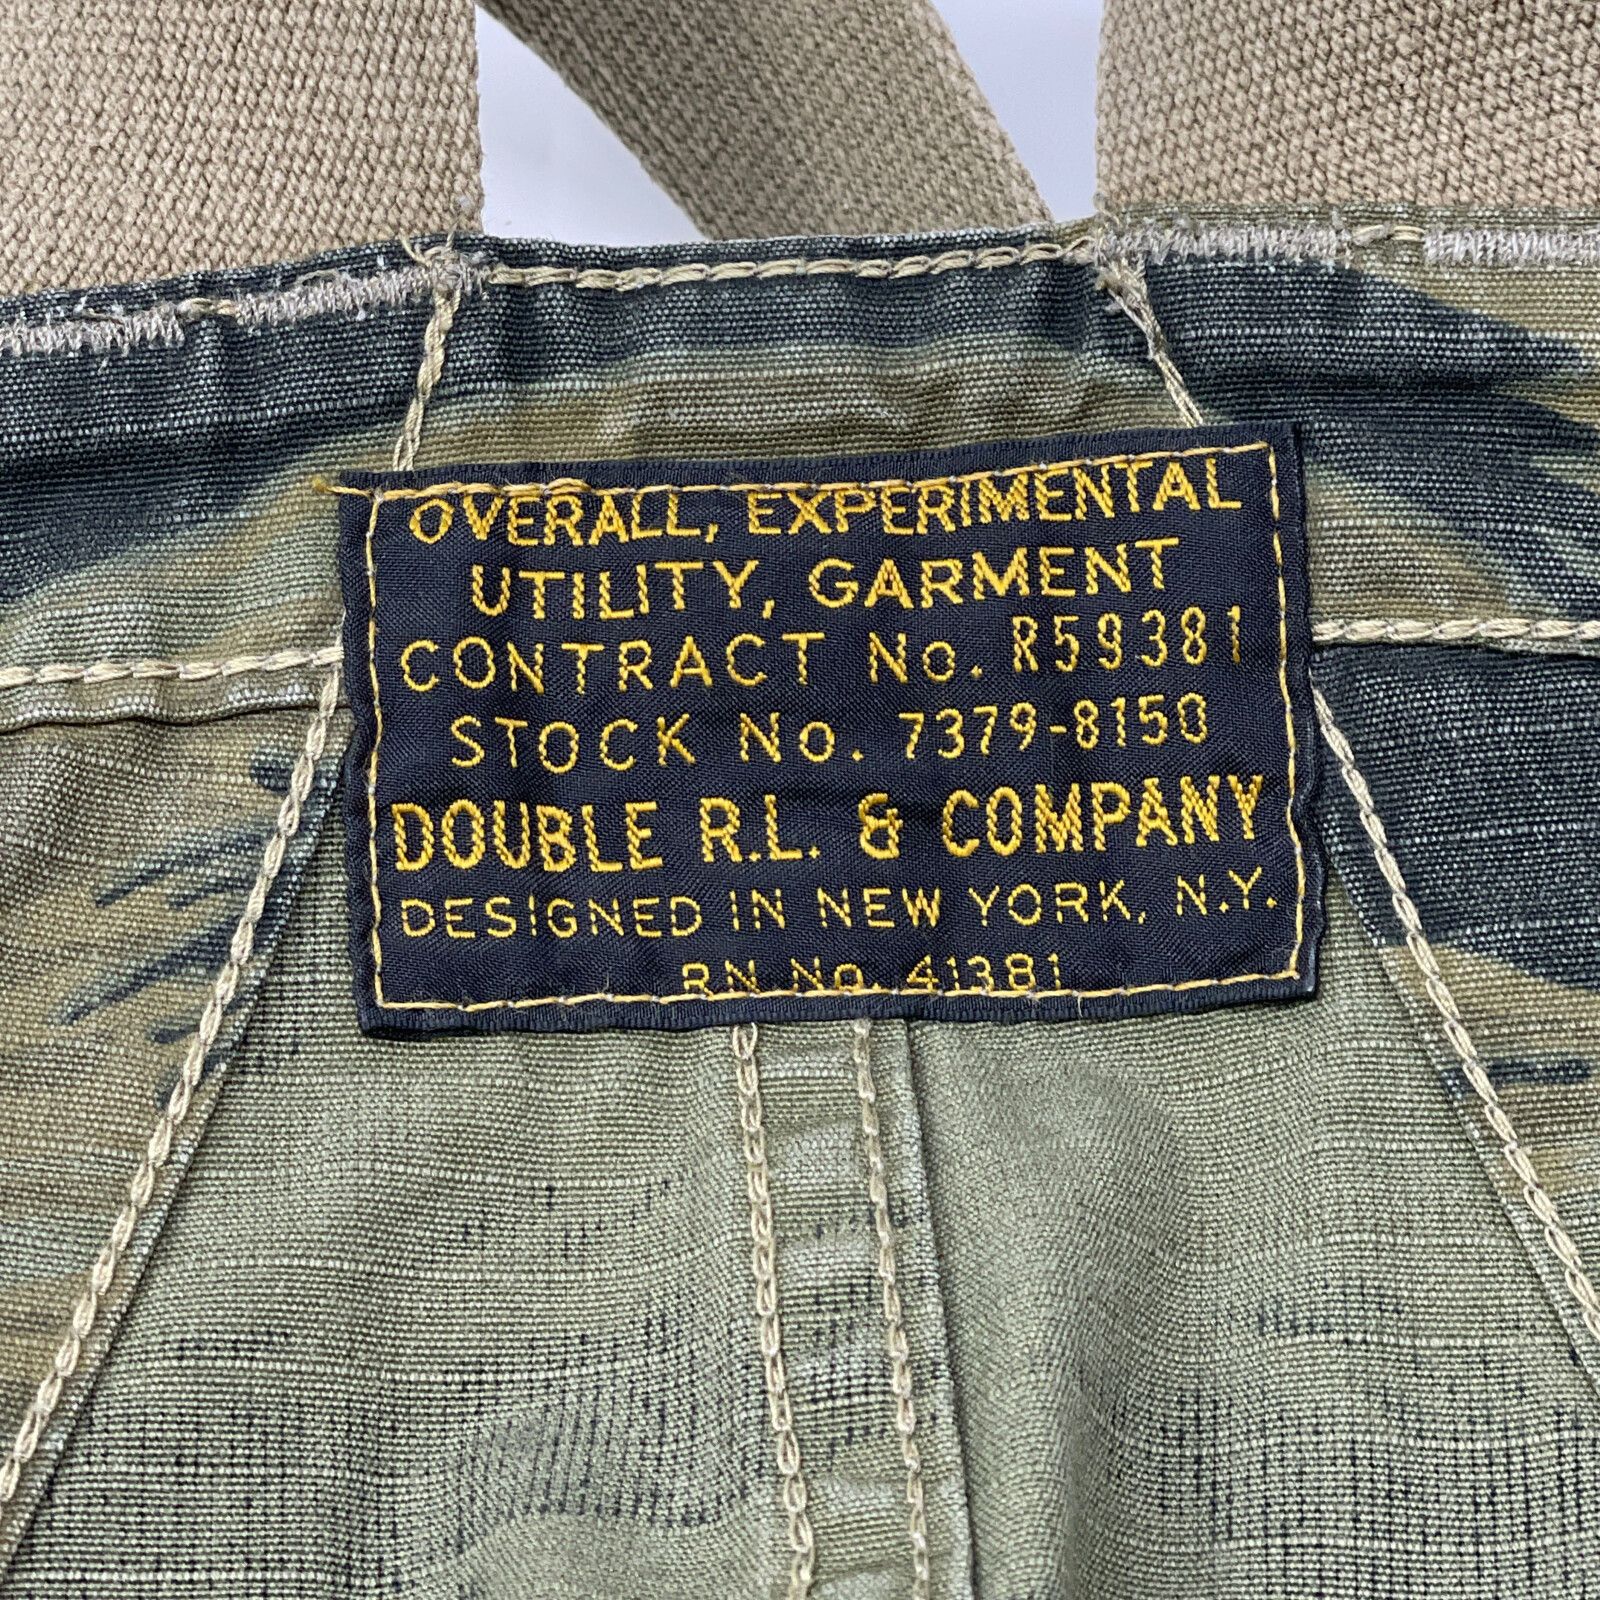 OVERALL, EXPERIMENTAL
UTILITY, GARMENT
CONTRACT No. R59381
STOCK No. 7379-8150
DOUBLE R.L. & COMPANY
DESIGNED IN NEW YORK, N.Y.
RN No. 41381